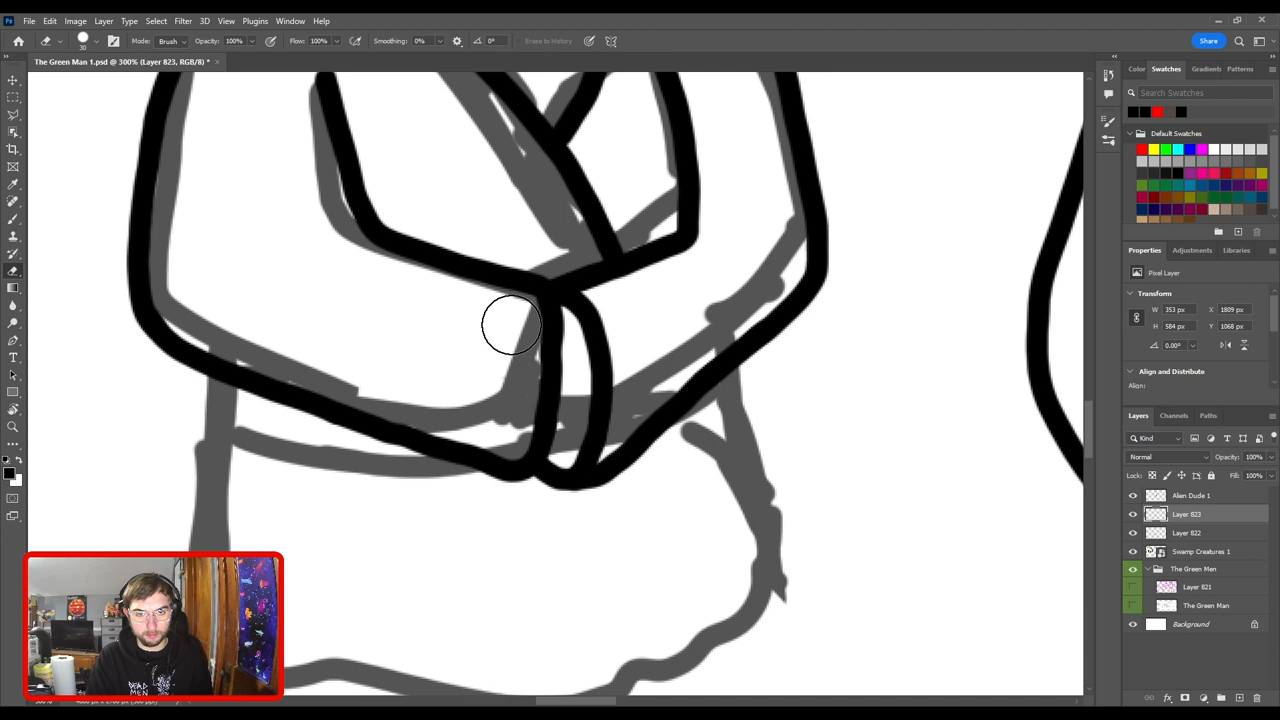 Ps File Edit Image Layer Type Select Filter 3D View Plugins Window Help
30 Mode: Brush Opacity: 100% Flow: 100% Smoothing: 0% 0° Erase to History Share
The Green Man 1.psd @ 300% (Layer 823, RGB/8) *
Color Swatches Gradients Patterns
Search Swatches
Default Swatches
Properties Adjustments Libraries
Pixel Layer
Transform
W 353 px X 1809 px
H 584 px Y 1068 px
0.00°
Align and Distribute
Align:
Layers Channels Paths
Kind
Normal Opacity: 100%
Lock: Fill: 100%
Alien Dude 1
Layer 823
Layer 822
Swamp Creatures 1
The Green Men
Layer 821
The Green Man
Background
DEAD
MEN